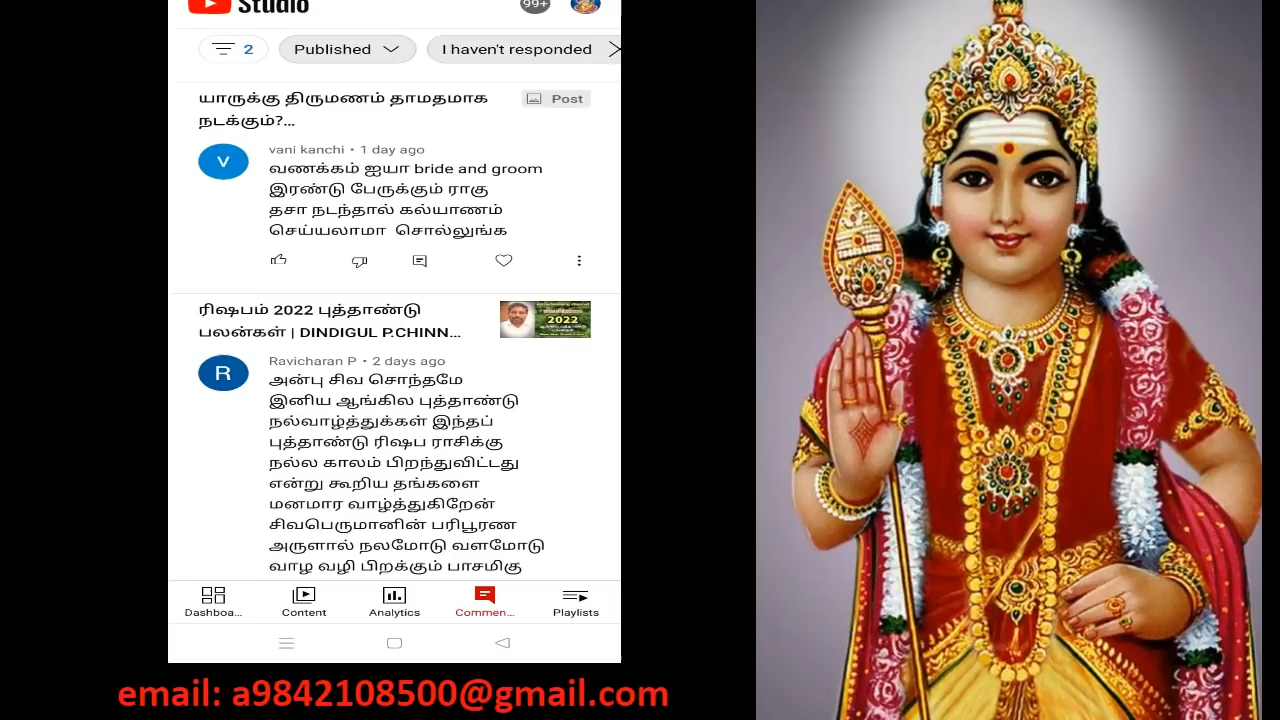 Studio
99+
2
Published
I haven't responded
யாருக்கு திருமணம் தாமதமாக
நடக்கும்?...
Post
V
vani kanchi • 1 day ago
வணக்கம் ஐயா bride and groom
இரண்டு பேருக்கும் ராகு
தசா நடந்தால் கல்யாணம்
செய்யலாமா சொல்லுங்க
ரிஷபம் 2022 புத்தாண்டு
பலன்கள் | DINDIGUL P.CHINN...
2022
R
Ravicharan P • 2 days ago
அன்பு சிவ சொந்தமே
இனிய ஆங்கில புத்தாண்டு
நல்வாழ்த்துக்கள் இந்தப்
புத்தாண்டு ரிஷப ராசிக்கு
நல்ல காலம் பிறந்துவிட்டது
என்று கூறிய தங்களை
மனமார வாழ்த்துகிறேன்
சிவபெருமானின் பரிபூரண
அருளால் நலமோடு வளமோடு
வாழ வழி பிறக்கும் பாசமிகு
Dashboa...
Content
Analytics
Commen...
Playlists
email: a9842108500@gmail.com